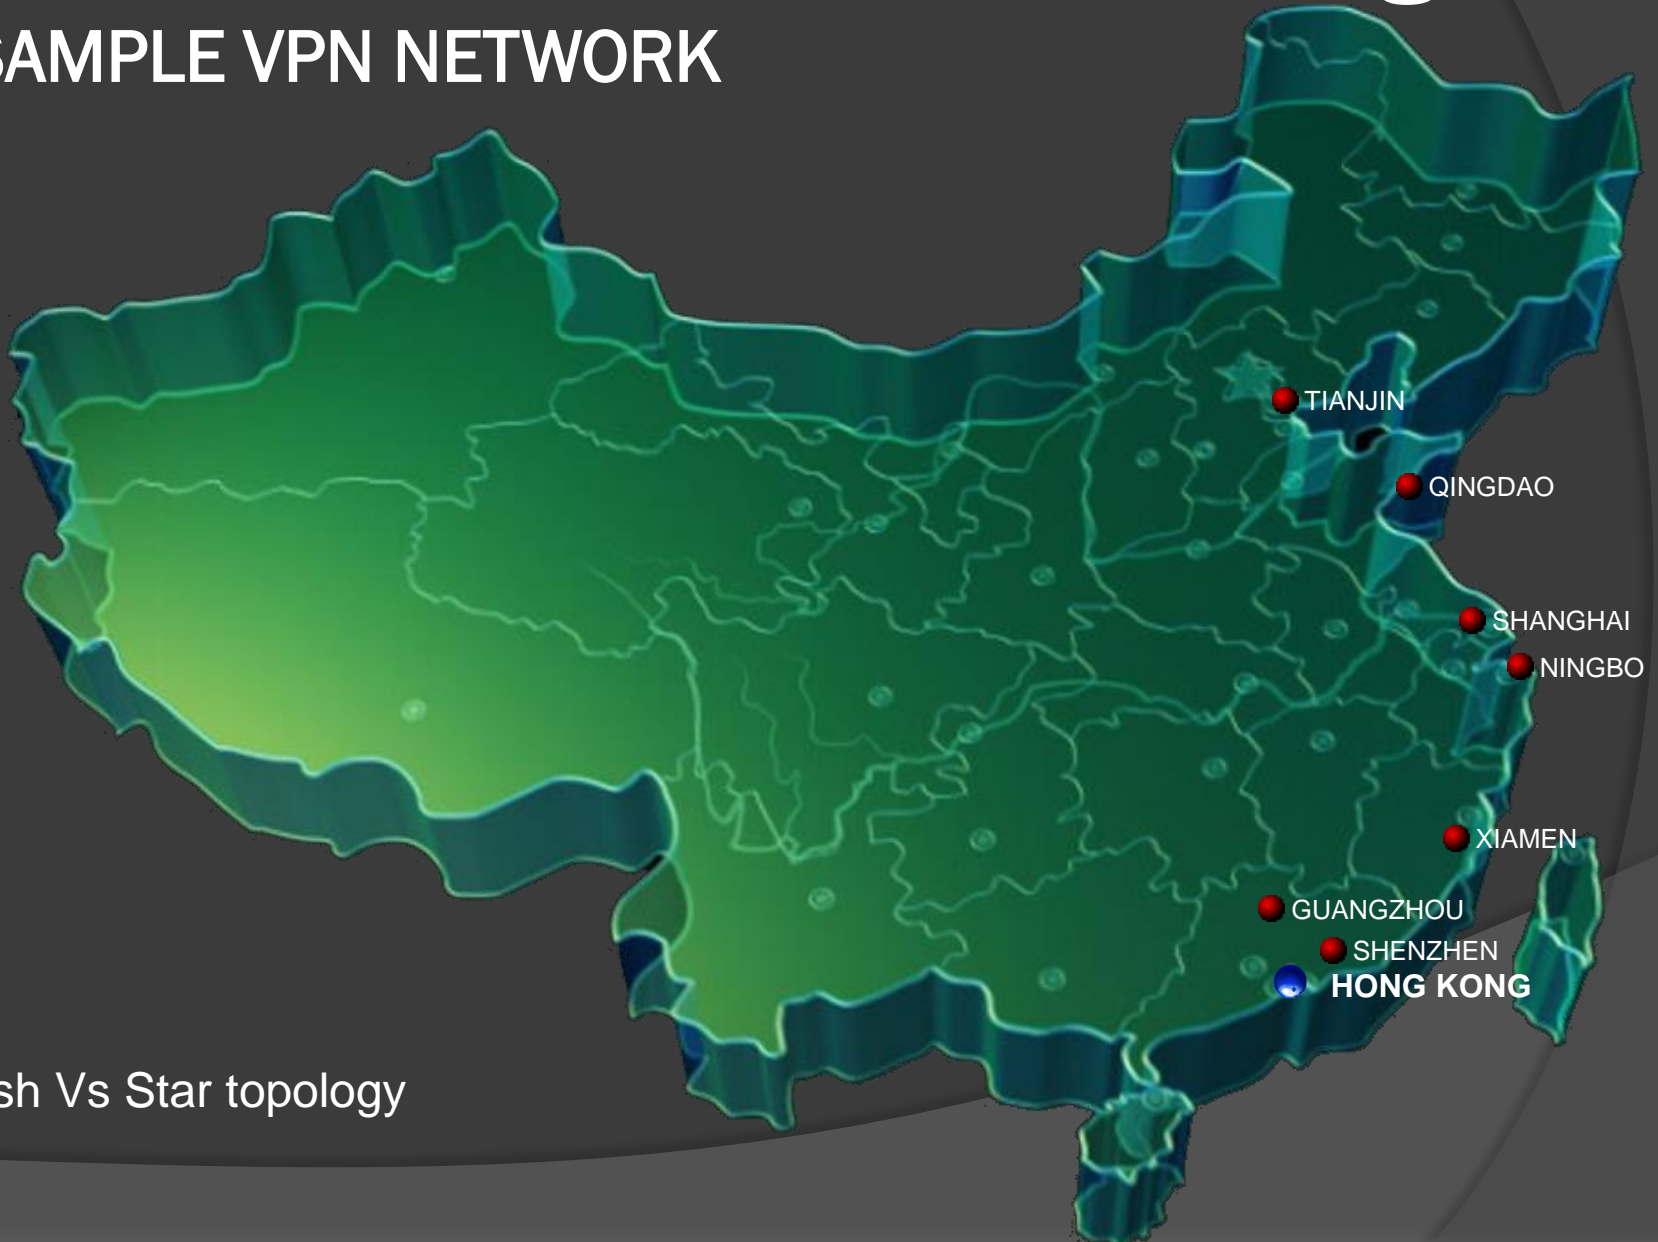 SAMPLE VPN NETWORK
TIANJIN
QINGDAO
SHANGHAI
NINGBO
XIAMEN
GUANGZHOU
SHENZHEN
HONG KONG
sh Vs Star topology